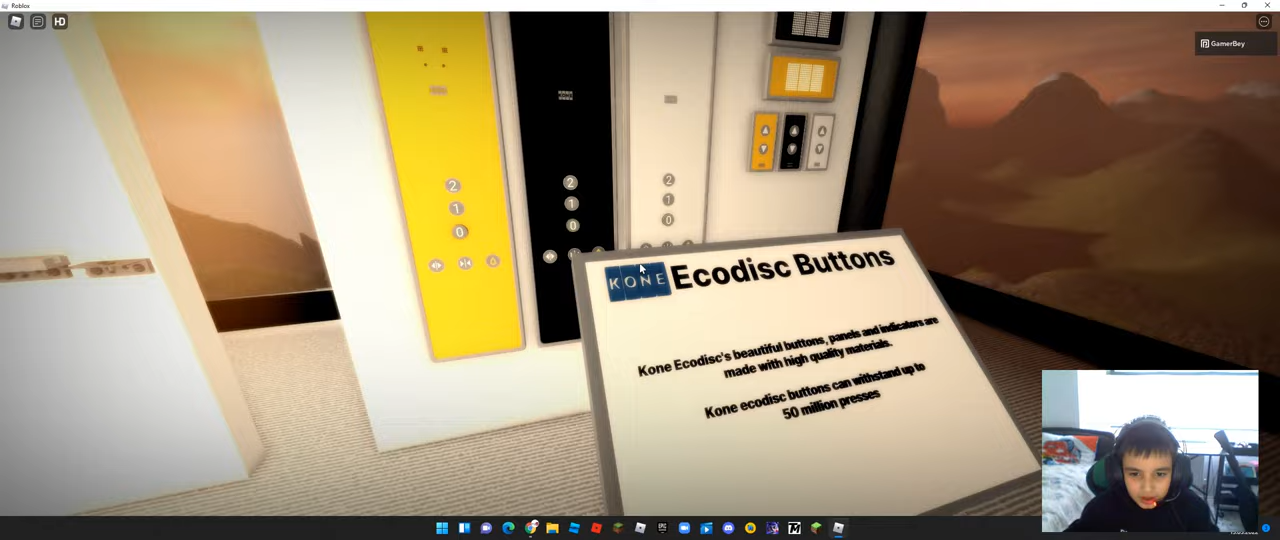 Roblox
HD
GamerBey
2
1
0
2
1
0
2
1
0
KONE Ecodisc Buttons
Kone Ecodisc's beautiful buttons, panels and indicators are
made with high quality materials.
Kone ecodisc buttons can withstand up to
50 million presses